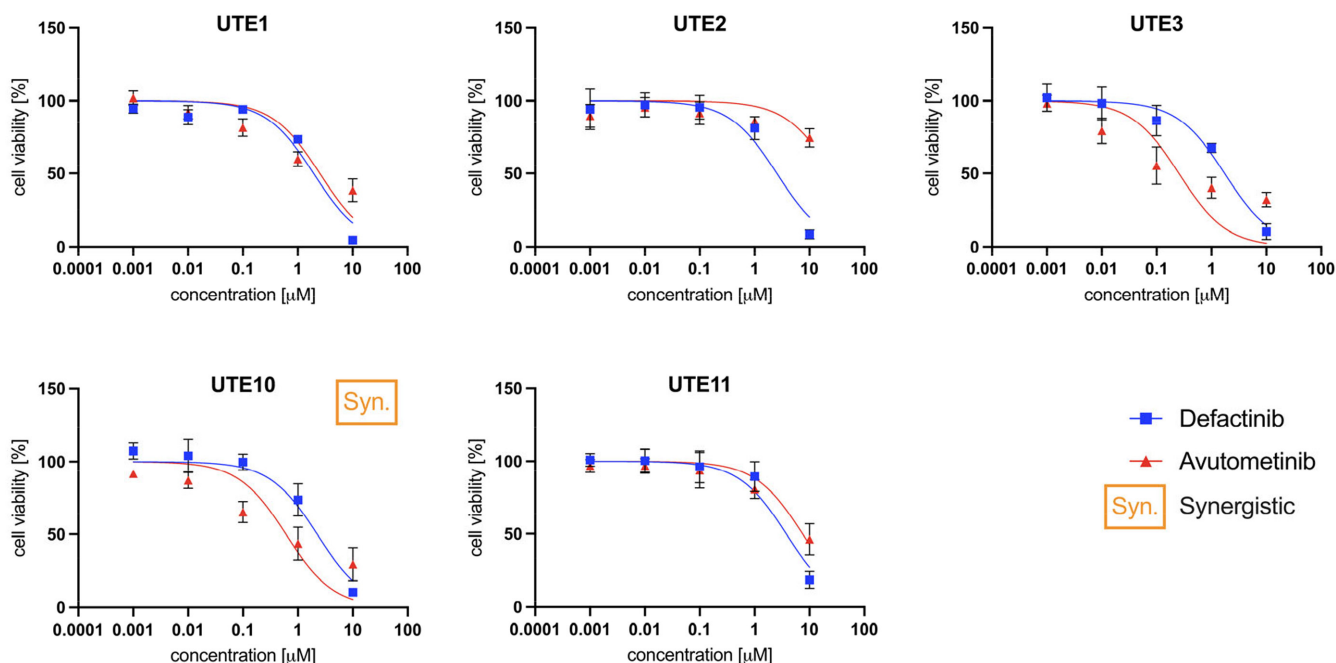 UTE1
150
100
50
0
cell viability [%]
0.0001 0.001 0.01 0.1 1 10 100
concentration [μM]
UTE2
150
100
50
0
cell viability [%]
0.0001 0.001 0.01 0.1 1 10 100
concentration [μM]
UTE3
150
100
50
0
cell viability [%]
0.0001 0.001 0.01 0.1 1 10 100
concentration [μM]
UTE10
Syn.
150
100
50
0
cell viability [%]
0.0001 0.001 0.01 0.1 1 10 100
concentration [μM]
UTE11
150
100
50
0
cell viability [%]
0.0001 0.001 0.01 0.1 1 10 100
concentration [μM]
Defactinib
Avutometinib
Syn. Synergistic